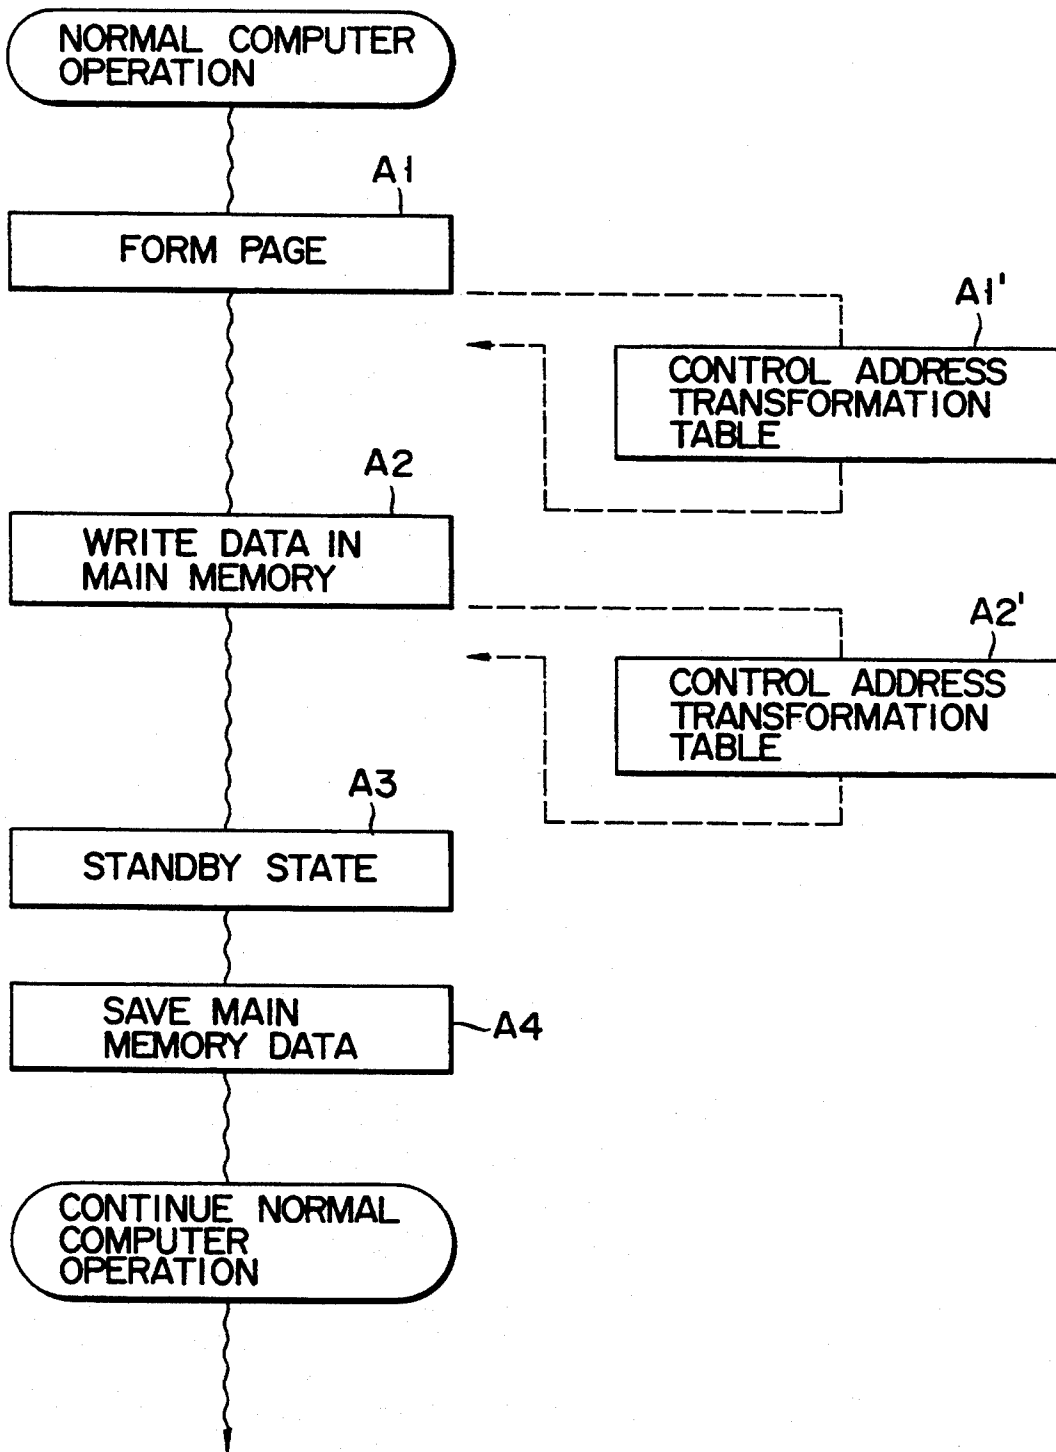 NORMAL COMPUTER
OPERATION
A1
FORM PAGE
A1'
CONTROL ADDRESS
TRANSFORMATION
TABLE
A2
WRITE DATA IN
MAIN MEMORY
A2'
CONTROL ADDRESS
TRANSFORMATION
TABLE
A3
STANDBY STATE
SAVE MAIN
MEMORY DATA
A4
CONTINUE NORMAL
COMPUTER
OPERATION